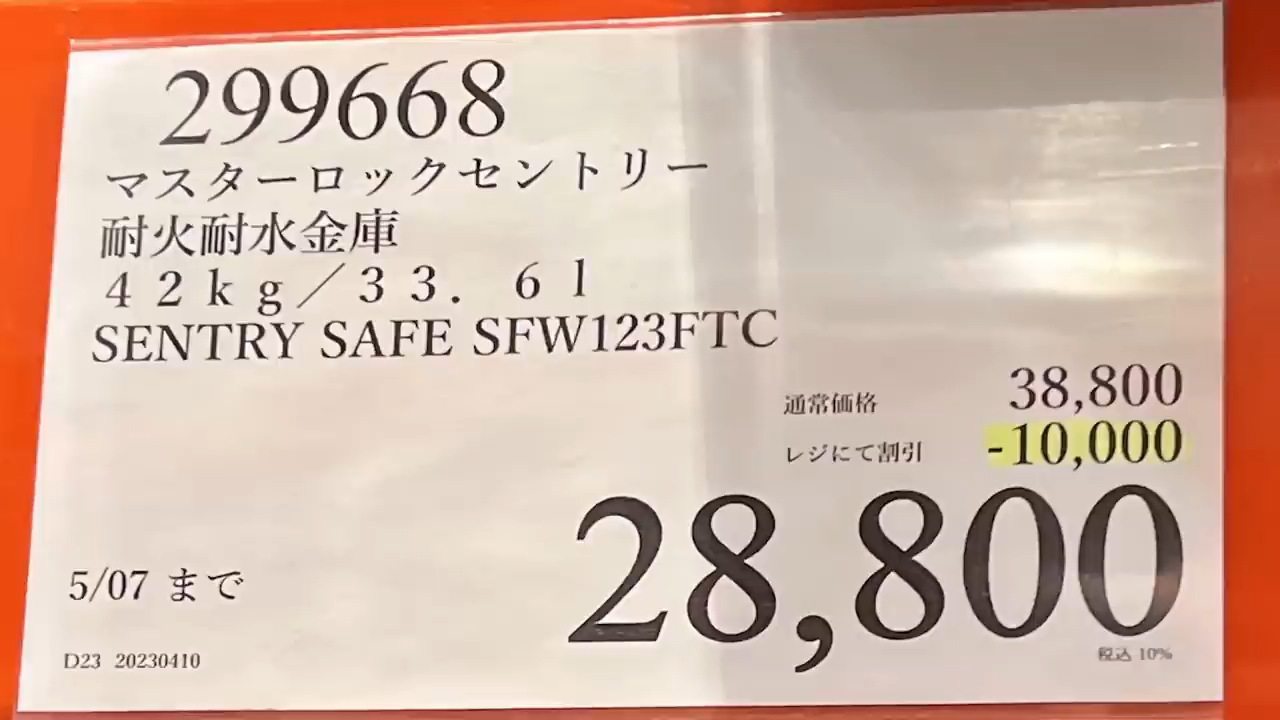 299668
マスターロックセントリー
耐火耐水金庫
４２ｋｇ／３３．６ｌ
SENTRY SAFE SFW123FTC
通常価格 38,800
レジにて割引 -10,000
28,800
5/07 まで
税込 10%
D23 20230410